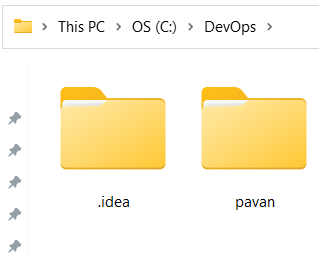 This PC > OS (C:) > DevOps >
.idea
pavan